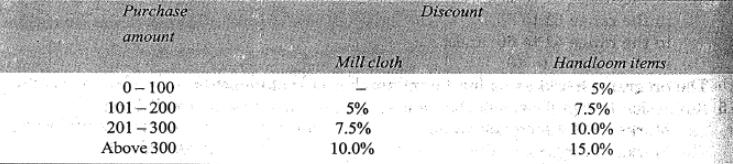 Purchase Discount
amount
Mill cloth Handloom items
0 – 100 – 5%
101 – 200 5% 7.5%
201 – 300 7.5% 10.0%
Above 300 10.0% 15.0%